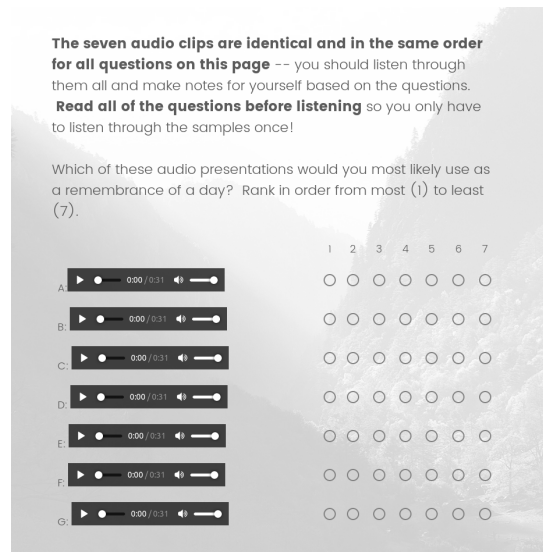 The seven audio clips are identical and in the same order
for all questions on this page -- you should listen through
them all and make notes for yourself based on the questions.
Read all of the questions before listening so you only have
to listen through the samples once!
Which of these audio presentations would you most likely use as
a remembrance of a day? Rank in order from most (1) to least
(7).
1 2 3 4 5 6 7
A: 0:00 / 0:31
B: 0:00 / 0:31
C: 0:00 / 0:31
D: 0:00 / 0:31
E: 0:00 / 0:31
F: 0:00 / 0:31
G: 0:00 / 0:31